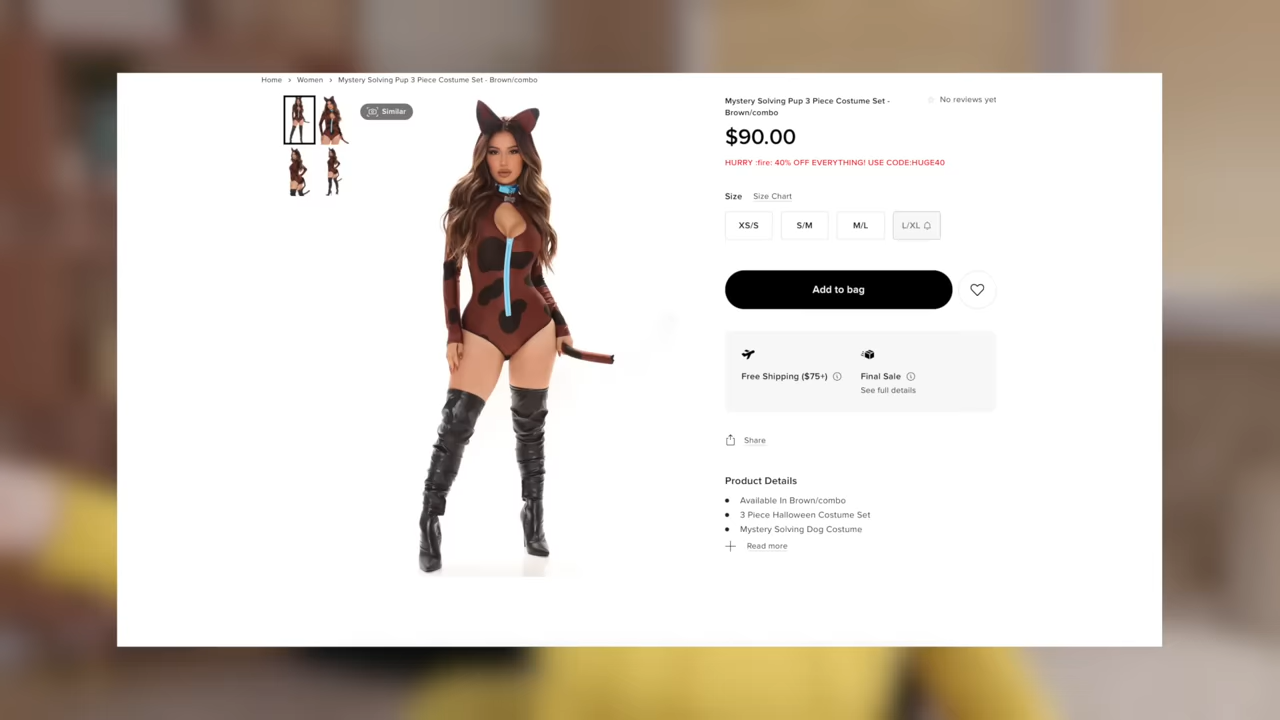 Home > Women > Mystery Solving Pup 3 Piece Costume Set - Brown/combo
Similar
Mystery Solving Pup 3 Piece Costume Set -
Brown/combo
No reviews yet
$90.00
HURRY :fire: 40% OFF EVERYTHING! USE CODE:HUGE40
Size Size Chart
XS/S S/M M/L L/XL
Add to bag
Free Shipping ($75+) Final Sale
See full details
Share
Product Details
Available In Brown/combo
3 Piece Halloween Costume Set
Mystery Solving Dog Costume
Read more